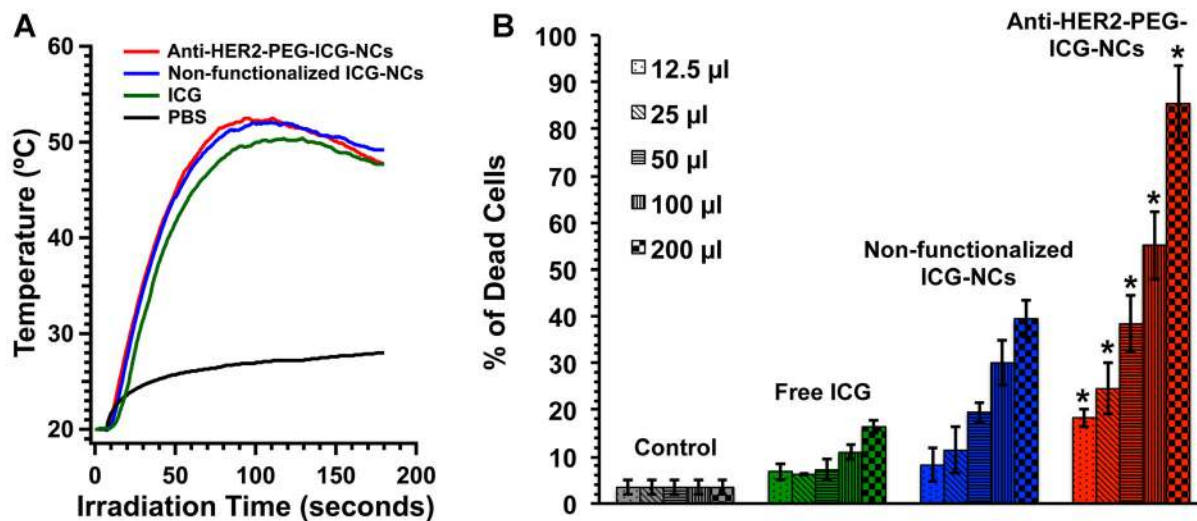 A
60
50
40
30
20
0
50
100
150
200
Temperature (ºC)
Irradiation Time (seconds)
Anti-HER2-PEG-ICG-NCs
Non-functionalized ICG-NCs
ICG
PBS
B
100
90
80
70
60
50
40
30
20
10
0
% of Dead Cells
12.5 µl
25 µl
50 µl
100 µl
200 µl
Control
Free ICG
Non-functionalized
ICG-NCs
Anti-HER2-PEG-
ICG-NCs
*
*
*
*
*